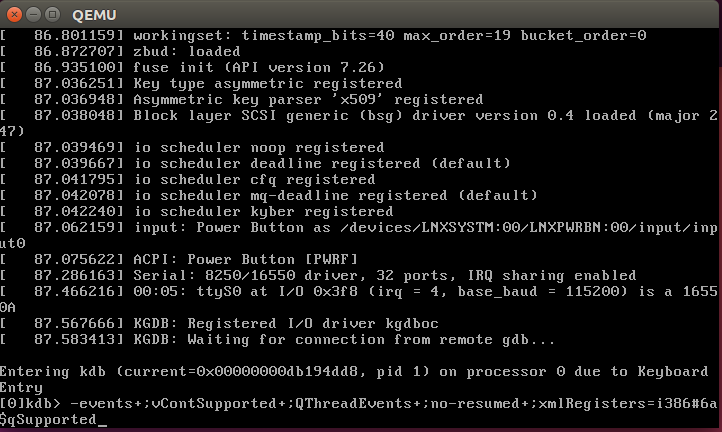 QEMU
[   86.801159] workingset: timestamp_bits=40 max_order=19 bucket_order=0
[   86.872707] zbud: loaded
[   86.935100] fuse init (API version 7.26)
[   87.036251] Key type asymmetric registered
[   87.036948] Asymmetric key parser 'x509' registered
[   87.038048] Block layer SCSI generic (bsg) driver version 0.4 loaded (major 2
47)
[   87.039469] io scheduler noop registered
[   87.039667] io scheduler deadline registered (default)
[   87.041795] io scheduler cfq registered
[   87.042078] io scheduler mq-deadline registered (default)
[   87.042240] io scheduler kyber registered
[   87.062159] input: Power Button as /devices/LNXSYSTM:00/LNXPWRBN:00/input/inp
ut0
[   87.075622] ACPI: Power Button [PWRF]
[   87.286163] Serial: 8250/16550 driver, 32 ports, IRQ sharing enabled
[   87.466216] 00:05: ttyS0 at I/O 0x3f8 (irq = 4, base_baud = 115200) is a 1655
0A
[   87.567666] KGDB: Registered I/O driver kgdboc
[   87.583413] KGDB: Waiting for connection from remote gdb...
Entering kdb (current=0x00000000db194dd8, pid 1) on processor 0 due to Keyboard
Entry
[0]kdb> -events+;vContSupported+;QThreadEvents+;no-resumed+;xmlRegisters=i386#6a
$qSupported_